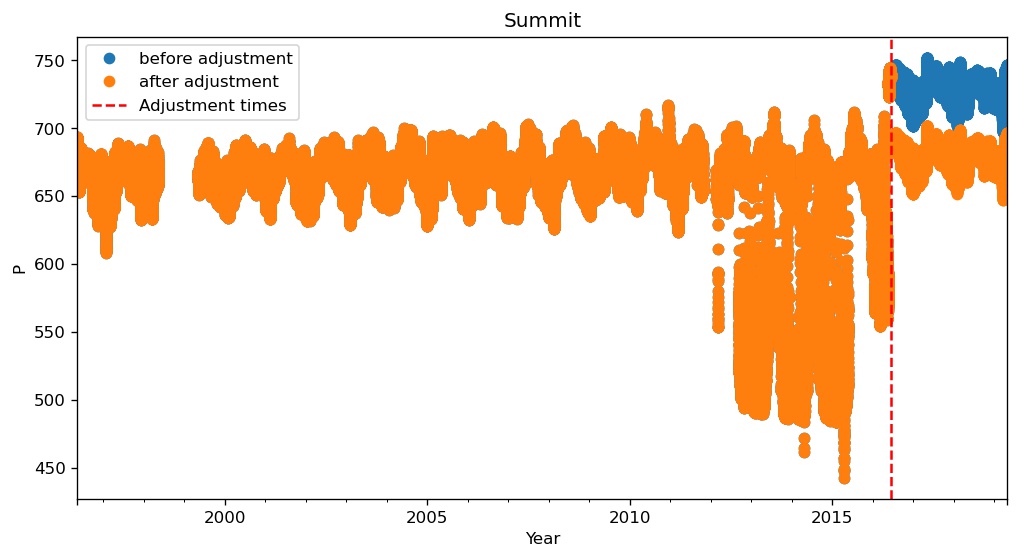 Summit
before adjustment
after adjustment
Adjustment times
750
700
650
600
550
500
450
P
2000 2005 2010 2015
Year